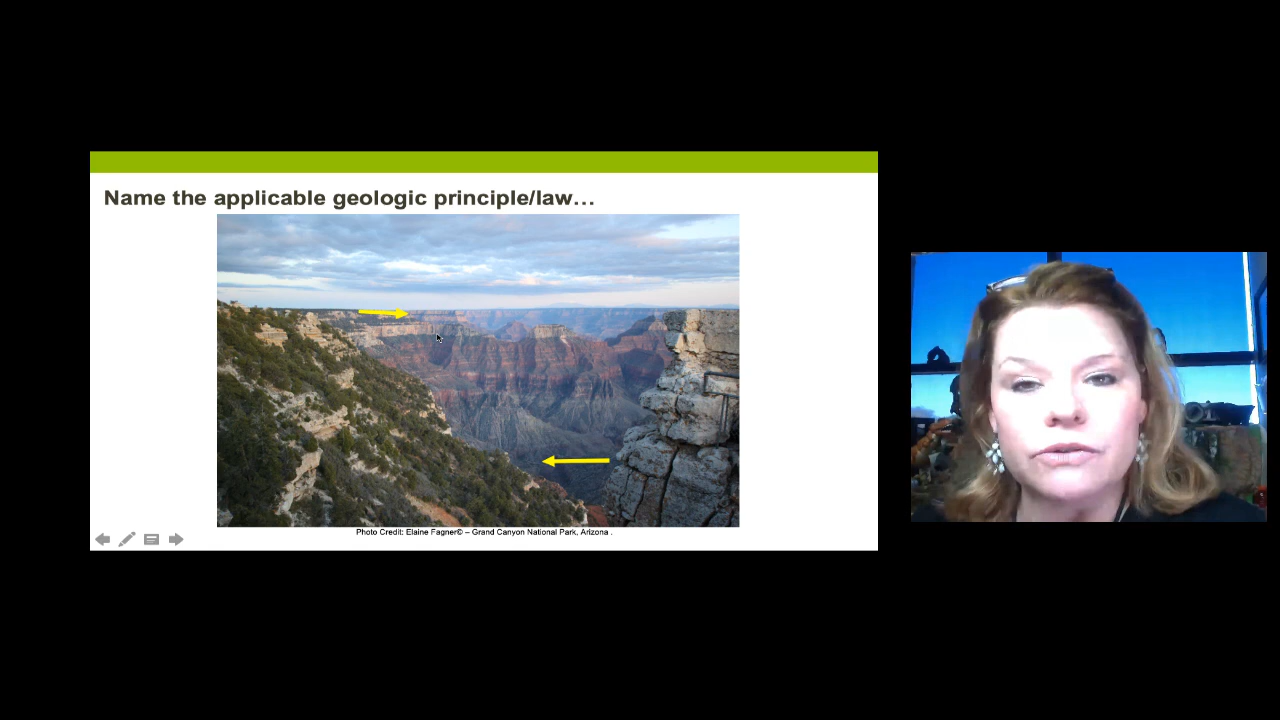 Name the applicable geologic principle/law…
Photo Credit: Elaine Fagner© – Grand Canyon National Park, Arizona .